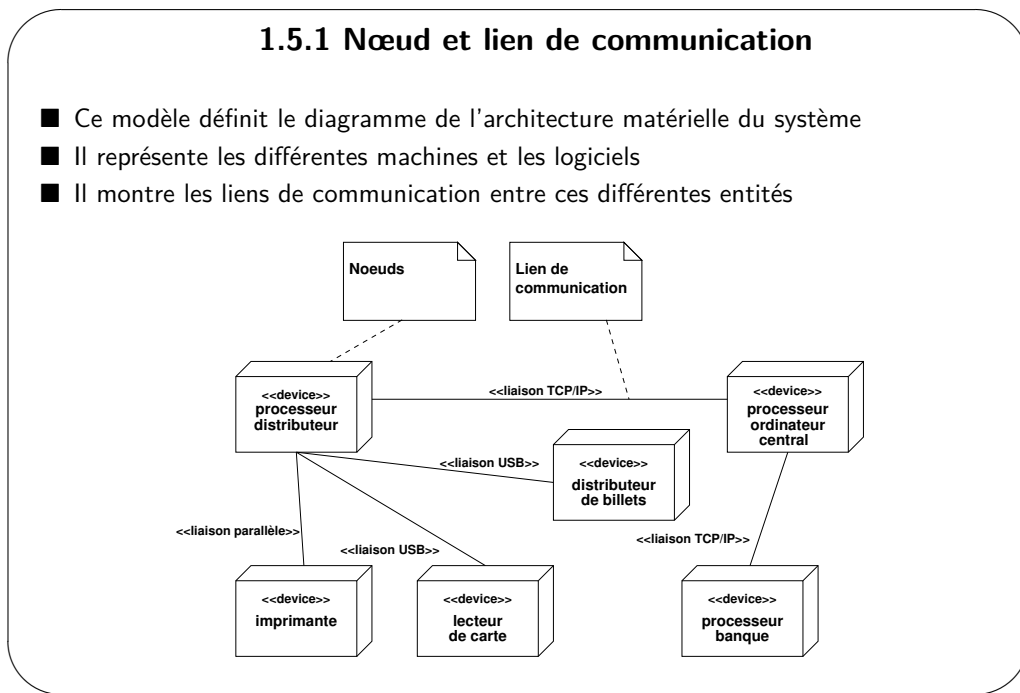 1.5.1 Nœud et lien de communication
■ Ce modèle définit le diagramme de l'architecture matérielle du système
■ Il représente les différentes machines et les logiciels
■ Il montre les liens de communication entre ces différentes entités
Noeuds
Lien de
communication
<<device>>
processeur
distributeur
<<liaison TCP/IP>>
<<device>>
processeur
ordinateur
central
<<liaison USB>>
<<device>>
distributeur
de billets
<<liaison parallèle>>
<<liaison USB>>
<<liaison TCP/IP>>
<<device>>
imprimante
<<device>>
lecteur
de carte
<<device>>
processeur
banque